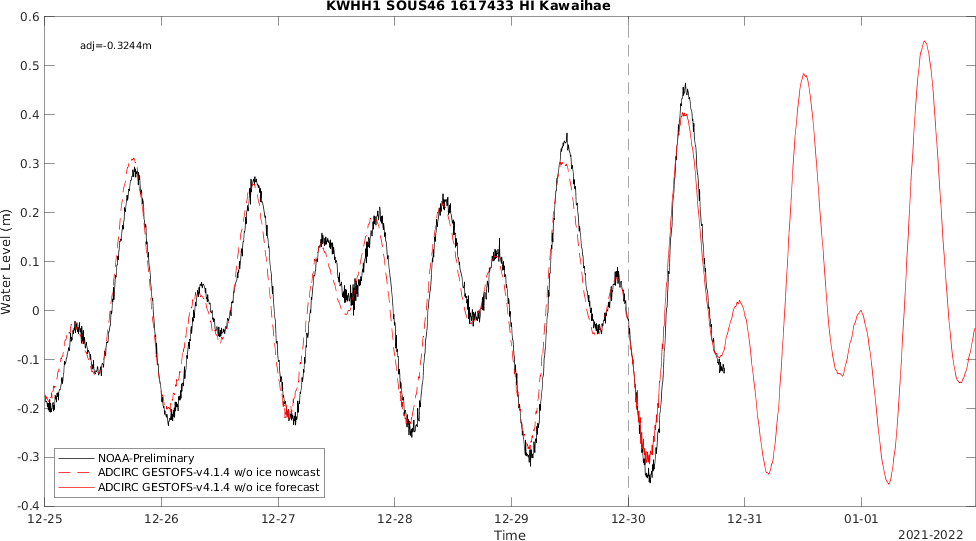 KWHH1 SOUS46 1617433 HI Kawaihae
adj=-0.3244m
Water Level (m)
0.6
0.5
0.4
0.3
0.2
0.1
0
-0.1
-0.2
-0.3
-0.4
NOAA-Preliminary
ADCIRC GESTOFS-v4.1.4 w/o ice nowcast
ADCIRC GESTOFS-v4.1.4 w/o ice forecast
12-25 12-26 12-27 12-28 12-29 12-30 12-31 01-01
Time
2021-2022